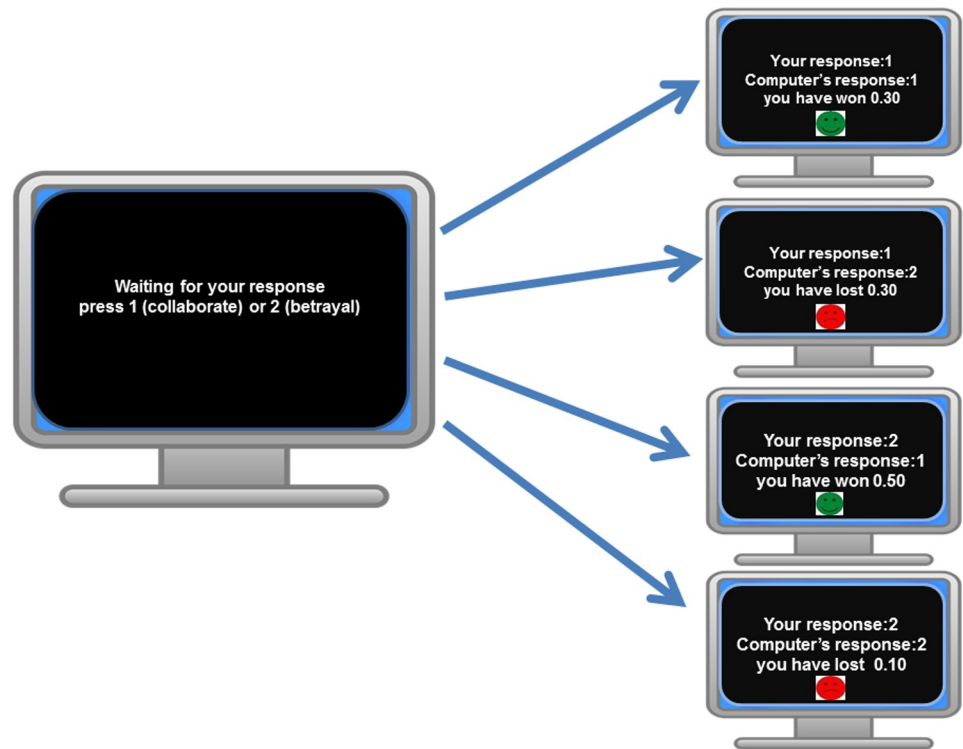 Waiting for your response
press 1 (collaborate) or 2 (betrayal)
Your response:1
Computer's response:1
you have won 0.30
Your response:1
Computer's response:2
you have lost 0.30
Your response:2
Computer's response:1
you have won 0.50
Your response:2
Computer's response:2
you have lost 0.10